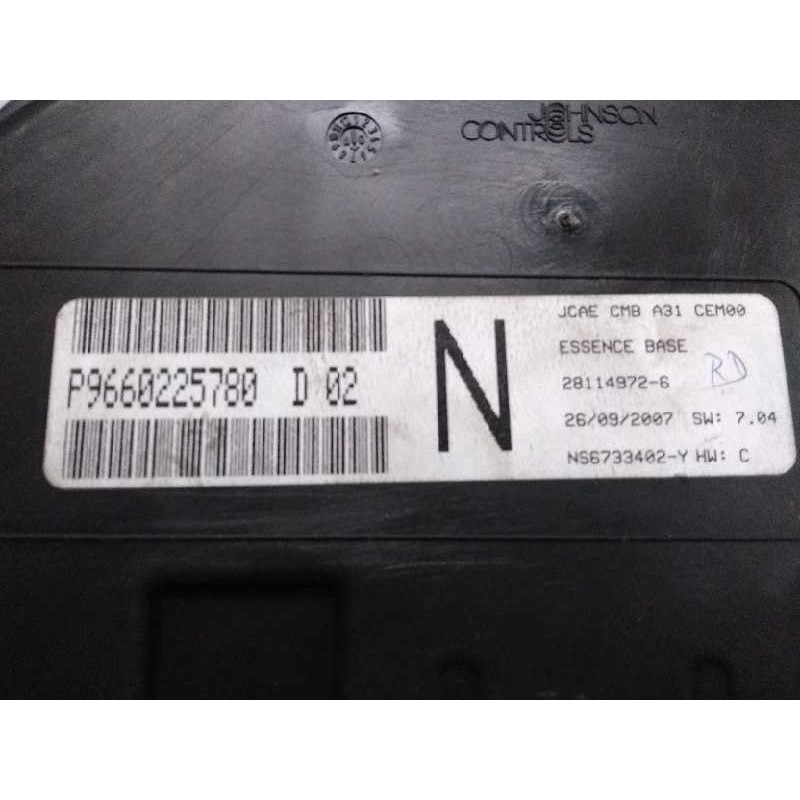 JOHNSON
CONTROLS
P9660225780 D 02
N
JCAE CMB A31 CEM00
ESSENCE BASE
28114972-6
RD
26/09/2007 SW: 7.04
NS6733402-Y HW: C